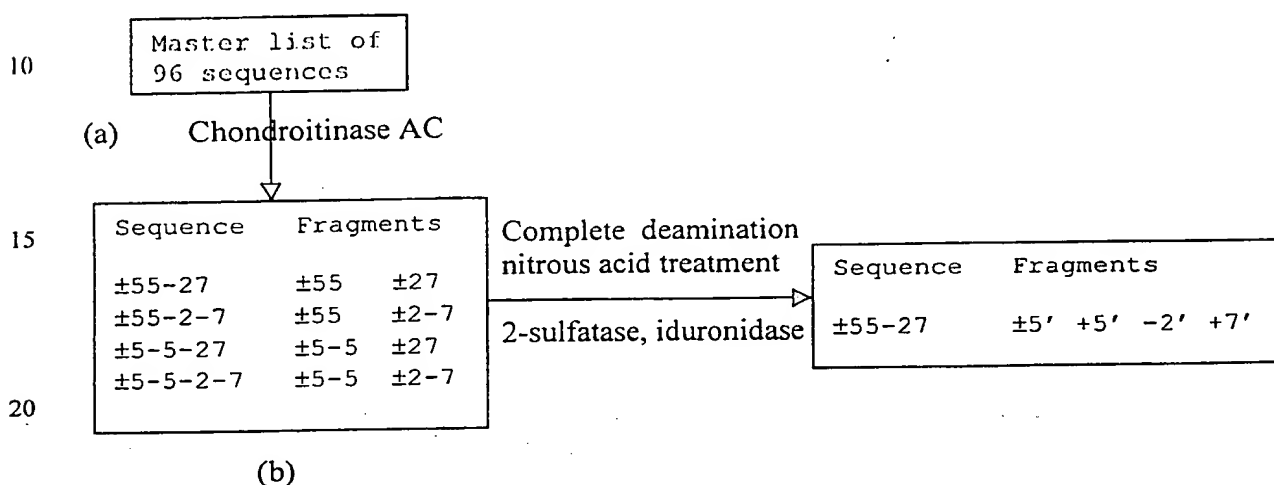 10
Master list of
96 sequences
(a) Chondroitinase AC
15
Sequence Fragments
±55-27 ±55 ±27
±55-2-7 ±55 ±2-7
±5-5-27 ±5-5 ±27
±5-5-2-7 ±5-5 ±2-7
Complete deamination
nitrous acid treatment
2-sulfatase, iduronidase
Sequence Fragments
±55-27 ±5′ +5′ -2′ +7′
20
(b)